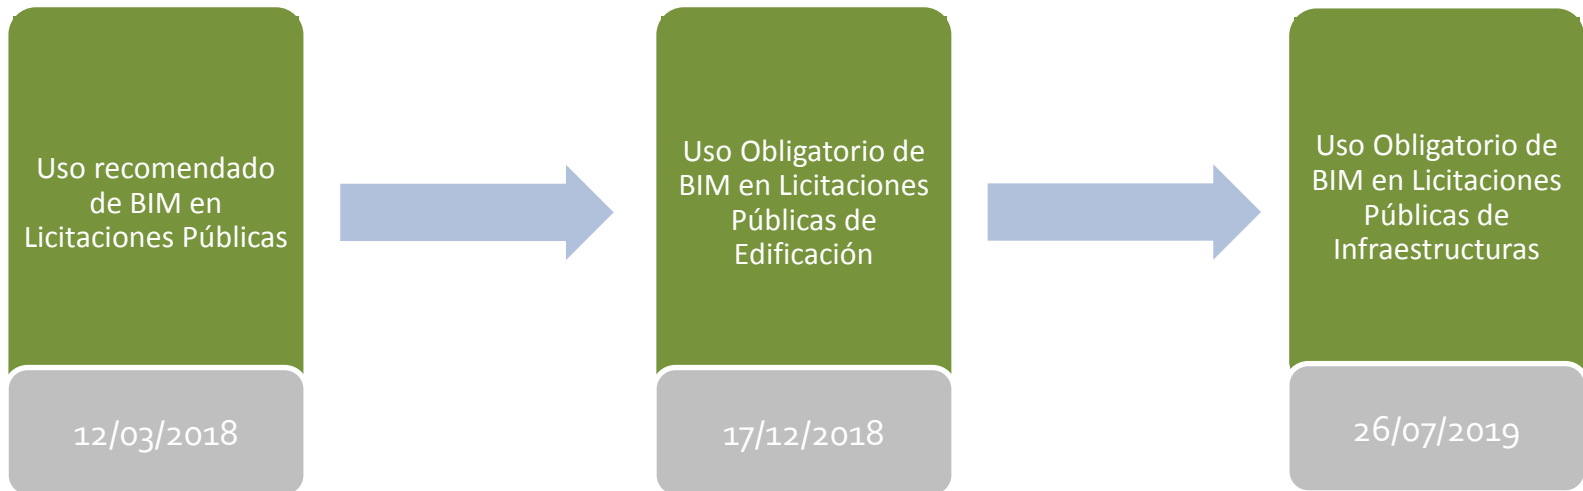 Uso recomendado
de BIM en
Licitaciones Públicas
12/03/2018
Uso Obligatorio de
BIM en Licitaciones
Públicas de
Edificación
17/12/2018
Uso Obligatorio de
BIM en Licitaciones
Públicas de
Infraestructuras
26/07/2019